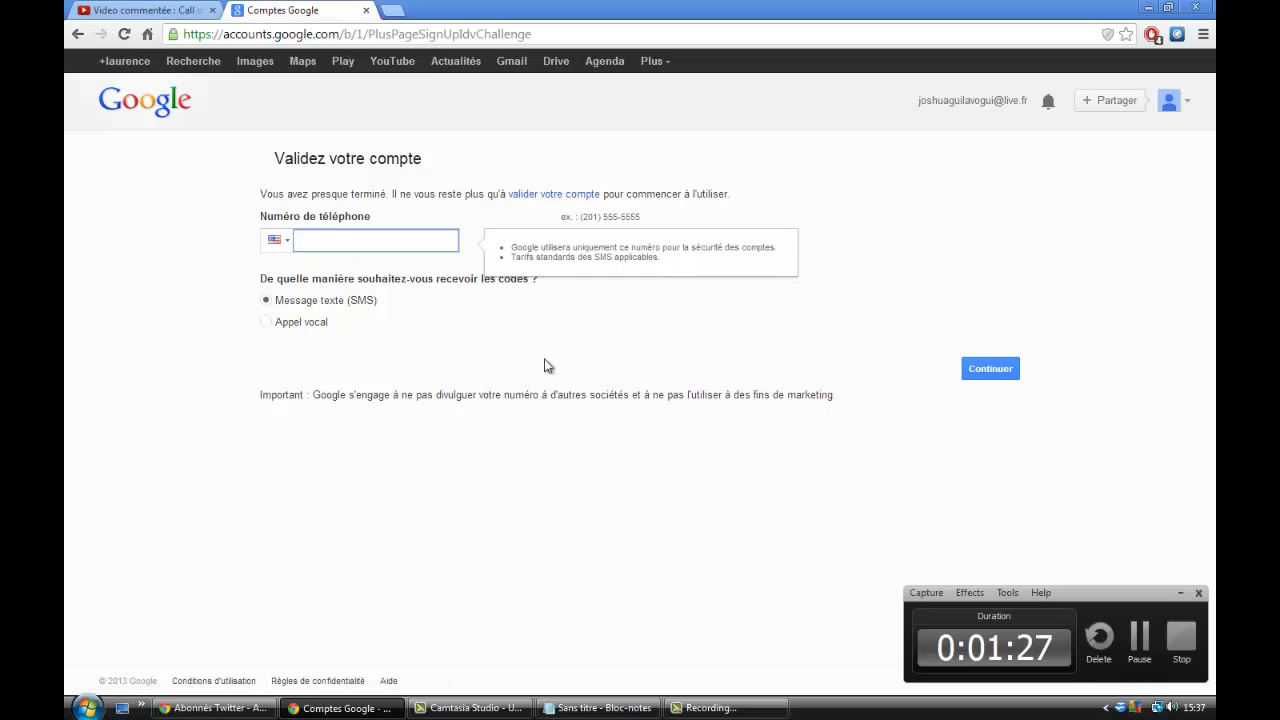 Video commentée : Call
Comptes Google
https://accounts.google.com/b/1/PlusPageSignUpIdvChallenge
4
+laurence Recherche Images Maps Play YouTube Actualités Gmail Drive Agenda Plus
Google
joshuaguilavogui@live.fr
+ Partager
Validez votre compte
Vous avez presque terminé. Il ne vous reste plus qu'à valider votre compte pour commencer à l'utiliser.
Numéro de téléphone
ex. : (201) 555-5555
Google utilisera uniquement ce numéro pour la sécurité des comptes.
Tarifs standards des SMS applicables.
De quelle manière souhaitez-vous recevoir les codes ?
Message texte (SMS)
Appel vocal
Continuer
Important : Google s'engage à ne pas divulguer votre numéro à d'autres sociétés et à ne pas l'utiliser à des fins de marketing.
Capture Effects Tools Help
Duration
0:01:27
Delete Pause Stop
© 2013 Google Conditions d'utilisation Règles de confidentialité Aide
Abonnés Twitter - A... Comptes Google - ... Camtasia Studio - U... Sans titre - Bloc-notes Recording... 15:37